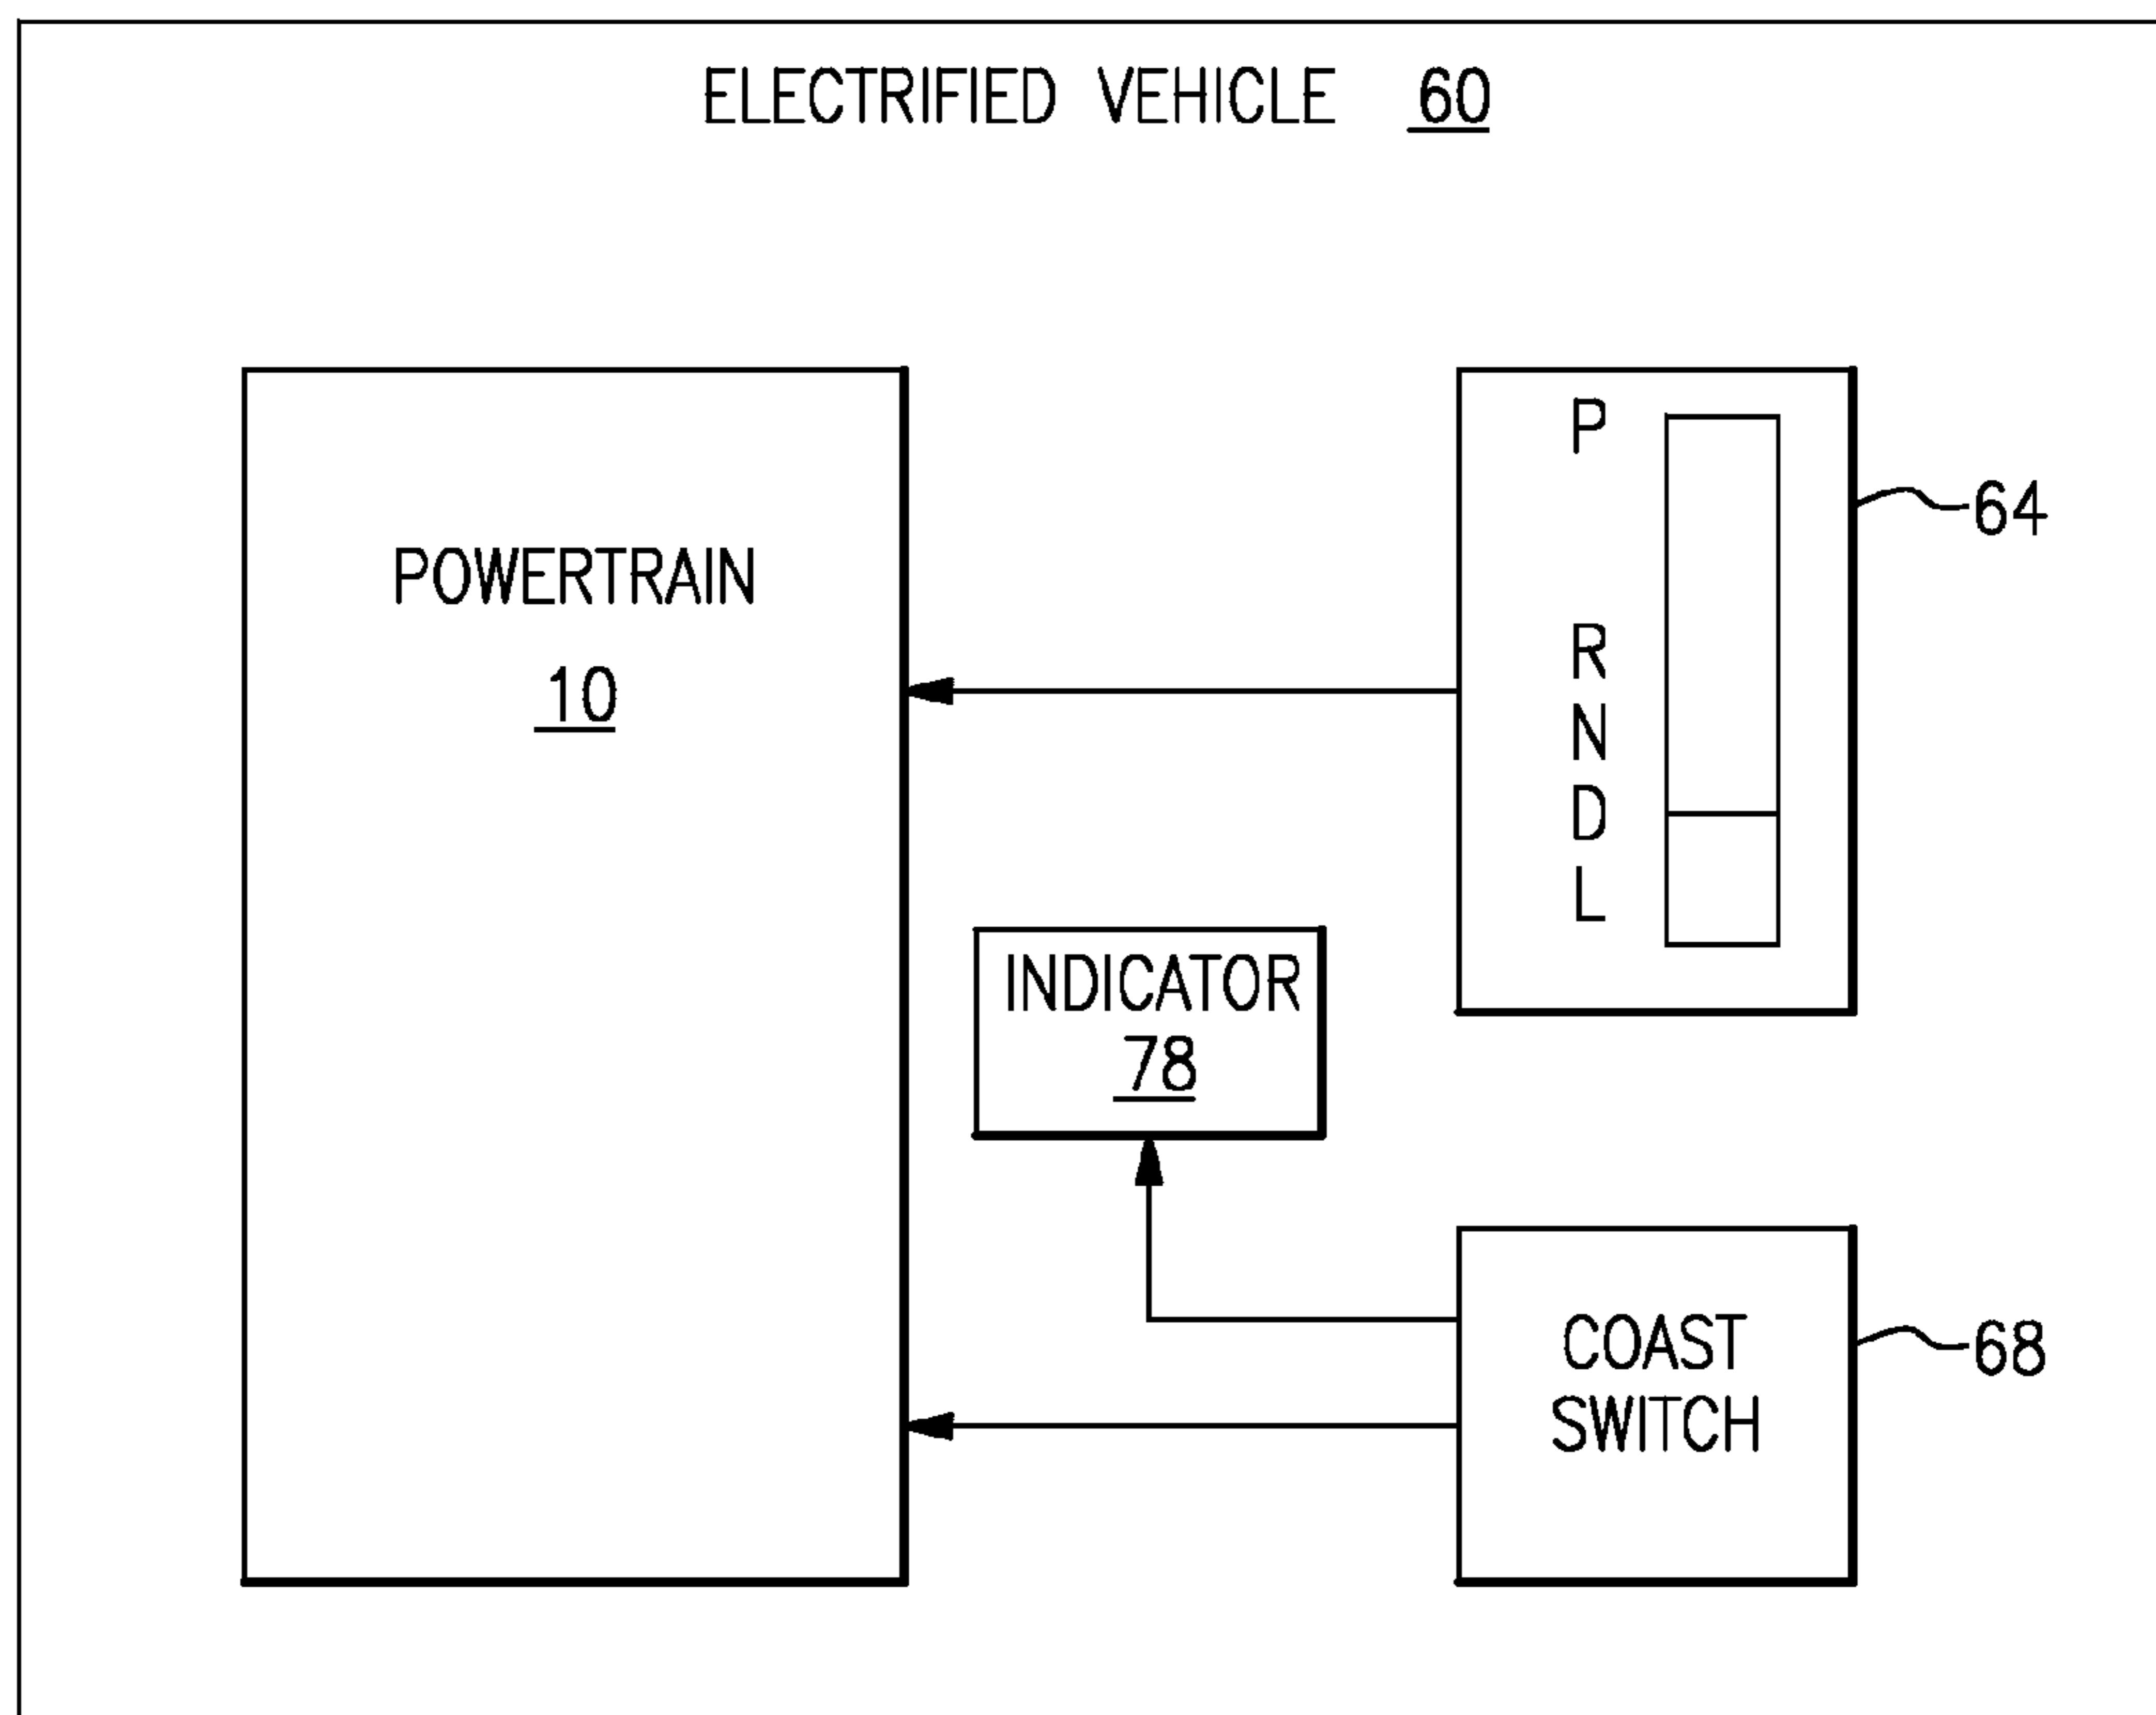 ELECTRIFIED VEHICLE 60
POWERTRAIN
10
P
R
N
D
L
64
INDICATOR
78
COAST
SWITCH
68